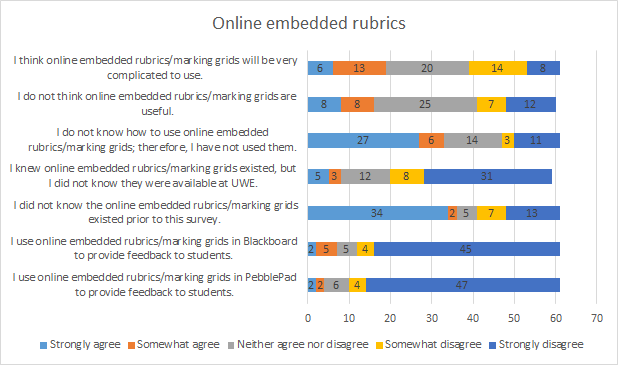 Online embedded rubrics
I think online embedded rubrics/marking grids will be very
complicated to use.
6 13 20 14 8
I do not think online embedded rubrics/marking grids are
useful.
8 8 25 7 12
I do not know how to use online embedded
rubrics/marking grids; therefore, I have not used them.
27 6 14 3 11
I knew online embedded rubrics/marking grids existed, but
I did not know they were available at UWE.
5 3 12 8 31
I did not know the online embedded rubrics/marking grids
existed prior to this survey.
34 2 5 7 13
I use online embedded rubrics/marking grids in Blackboard
to provide feedback to students.
2 5 5 4 45
I use online embedded rubrics/marking grids in PebblePad
to provide feedback to students.
2 2 6 4 47
0 10 20 30 40 50 60 70
Strongly agree Somewhat agree Neither agree nor disagree Somewhat disagree Strongly disagree